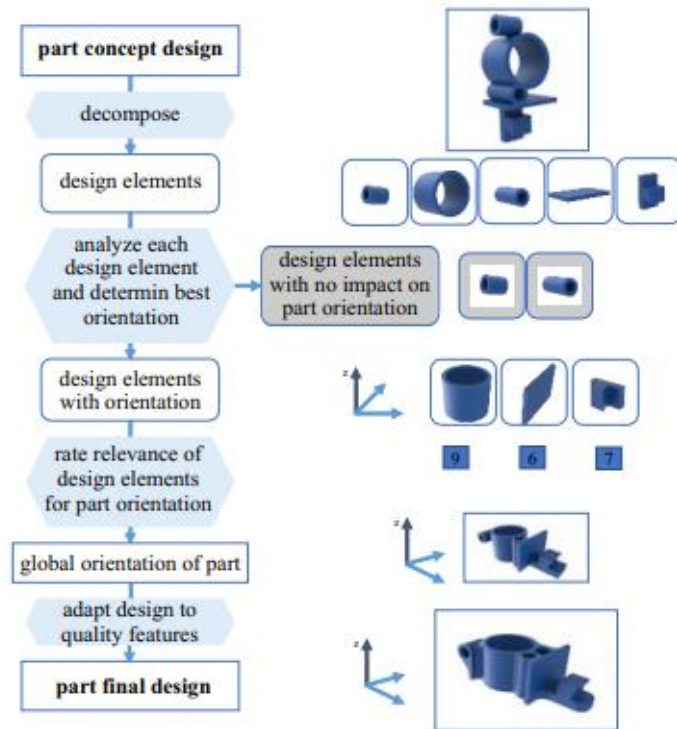 part concept design
decompose
design elements
analyze each
design element
and determin best
orientation
design elements
with no impact on
part orientation
design elements
with orientation
z
9
6
7
rate relevance of
design elements
for part orientation
z
global orientation of part
adapt design to
quality features
z
part final design